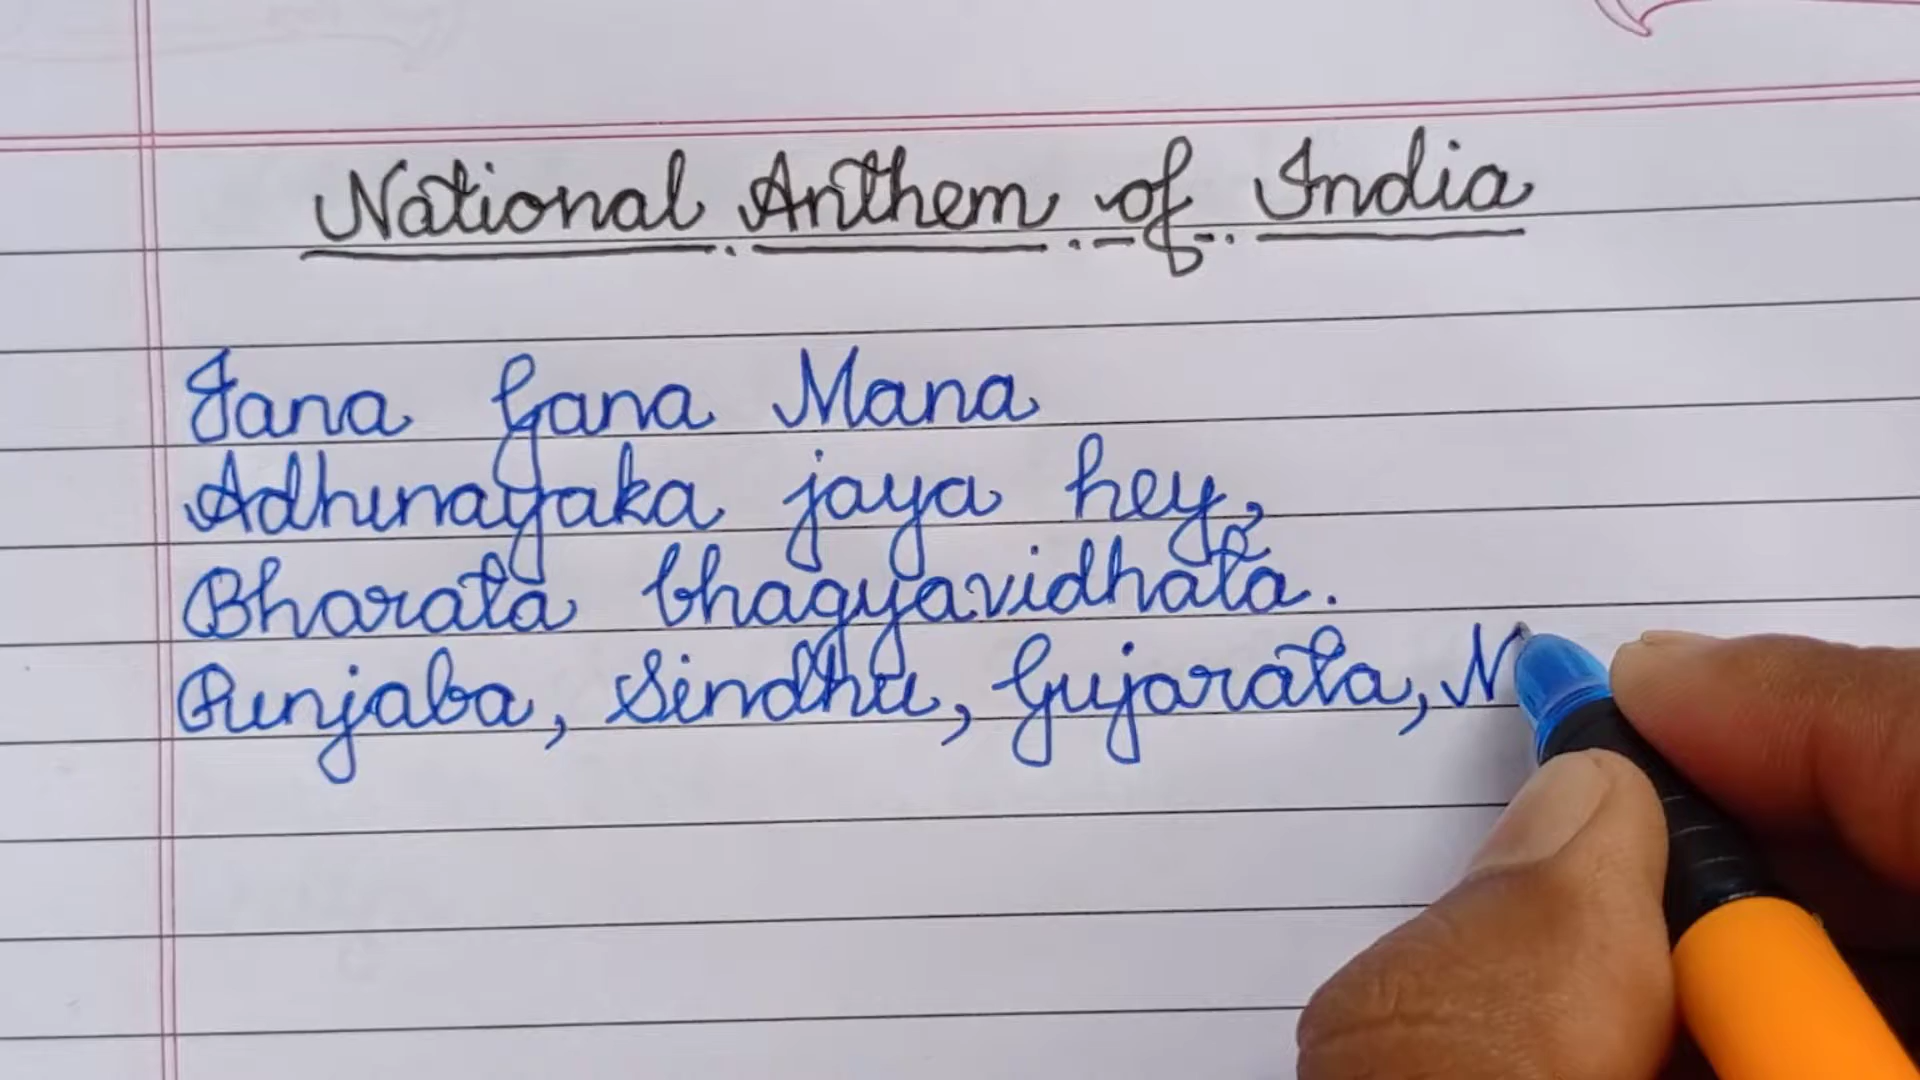 National Anthem of India
Jana Gana Mana
Adhinayaka jaya hey,
Bharata bhagyavidhata.
Punjaba, Sindhu, Gujarata, M